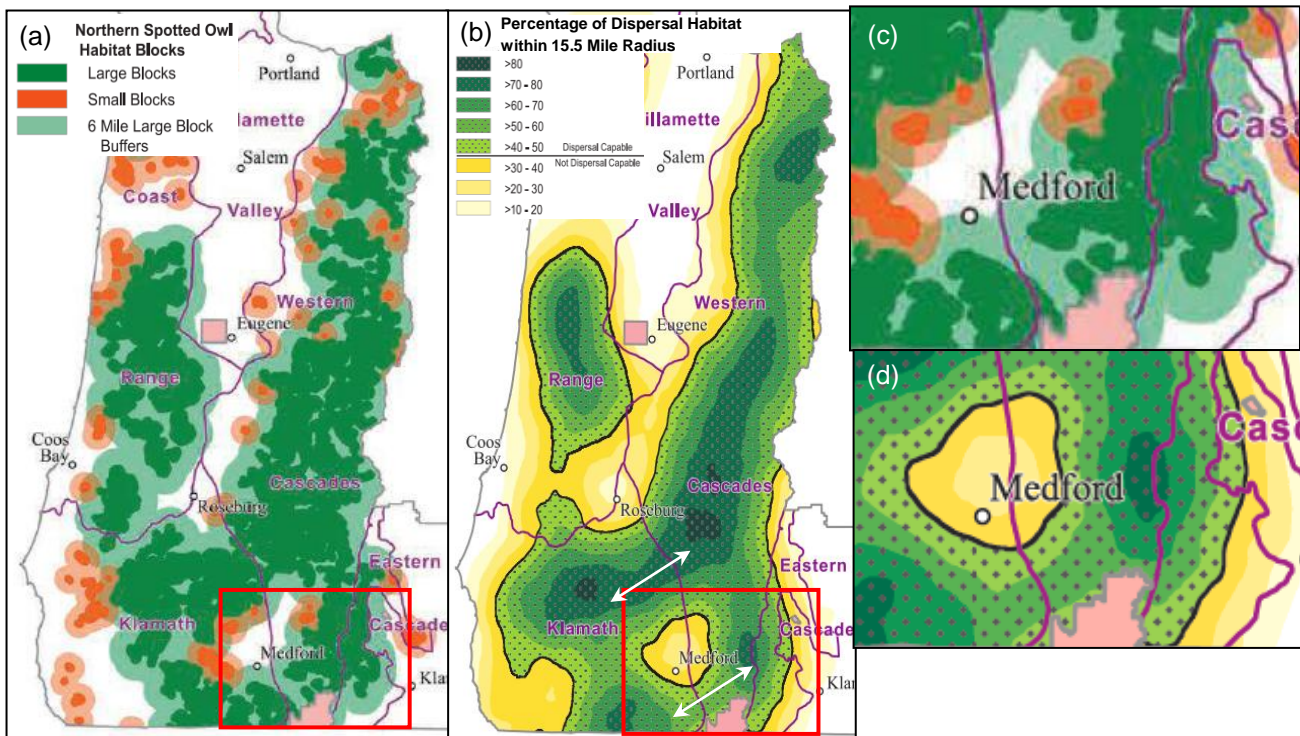 (a)
Northern Spotted Owl
Habitat Blocks
Large Blocks
Small Blocks
6 Mile Large Block
Buffers
Portland
llamette
Salem
Coast
Valley
Western
Eugene
Range
Coos
Bay
Cascades
Roseburg
Eastern
Klamath
Cascade
Medford
Kla
(b)
Percentage of Dispersal Habitat
within 15.5 Mile Radius
>80
>70 - 80
>60 - 70
>50 - 60
>40 - 50
Dispersal Capable
Not Dispersal Capable
>30 - 40
>20 - 30
>10 - 20
Portland
illamette
Salem
Valley
Western
Eugene
Range
Coos
Bay
Cascades
Roseburg
Eastern
Klamath
Cascade
Medford
Klar
(c)
Casc
Medford
(d)
Casc
Medford